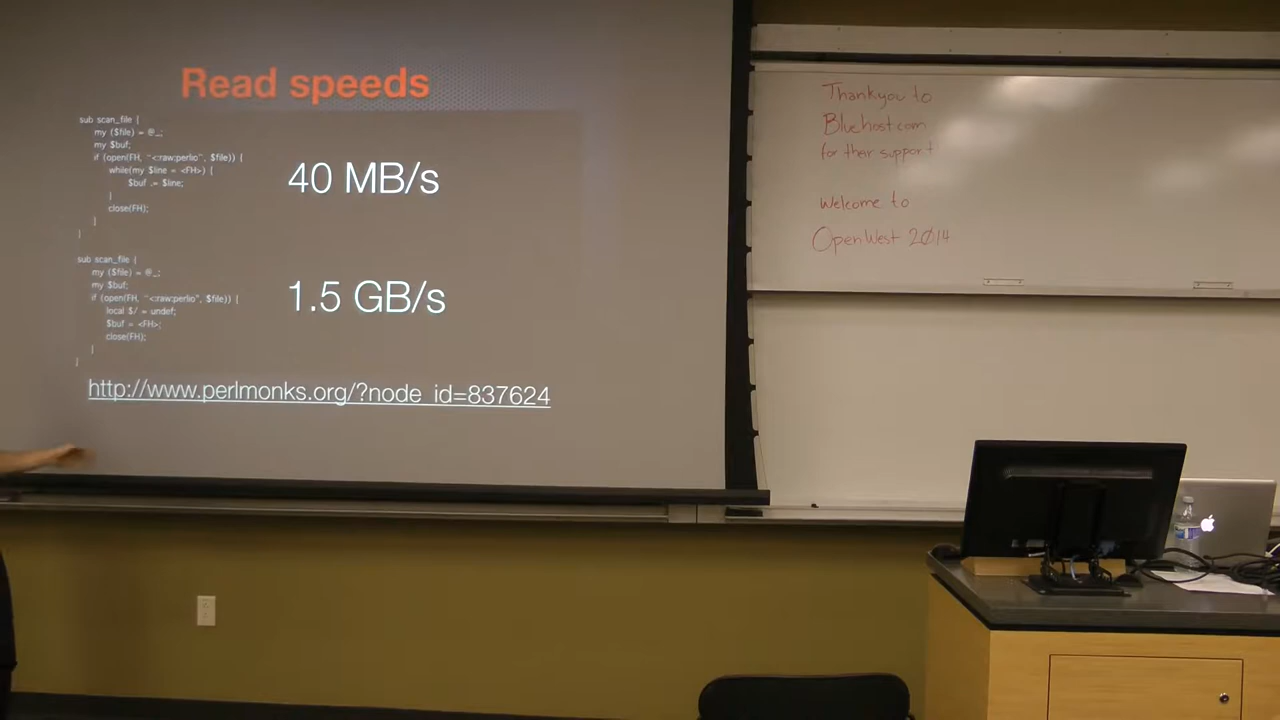 Read speeds
sub scan_file {
my ($file) = @_;
my $buf;
if (open(FH, "<:raw:perlio", $file)) {
while(my $line = <FH>) {
$buf .= $line;
}
close(FH);
}
}
40 MB/s
sub scan_file {
my ($file) = @_;
my $buf;
if (open(FH, "<:raw:perlio", $file)) {
local $/ = undef;
$buf = <FH>;
close(FH);
}
}
1.5 GB/s
http://www.perlmonks.org/?node_id=837624
Thankyou to
Bluehost.com
for their support
Welcome to
OpenWest 2014